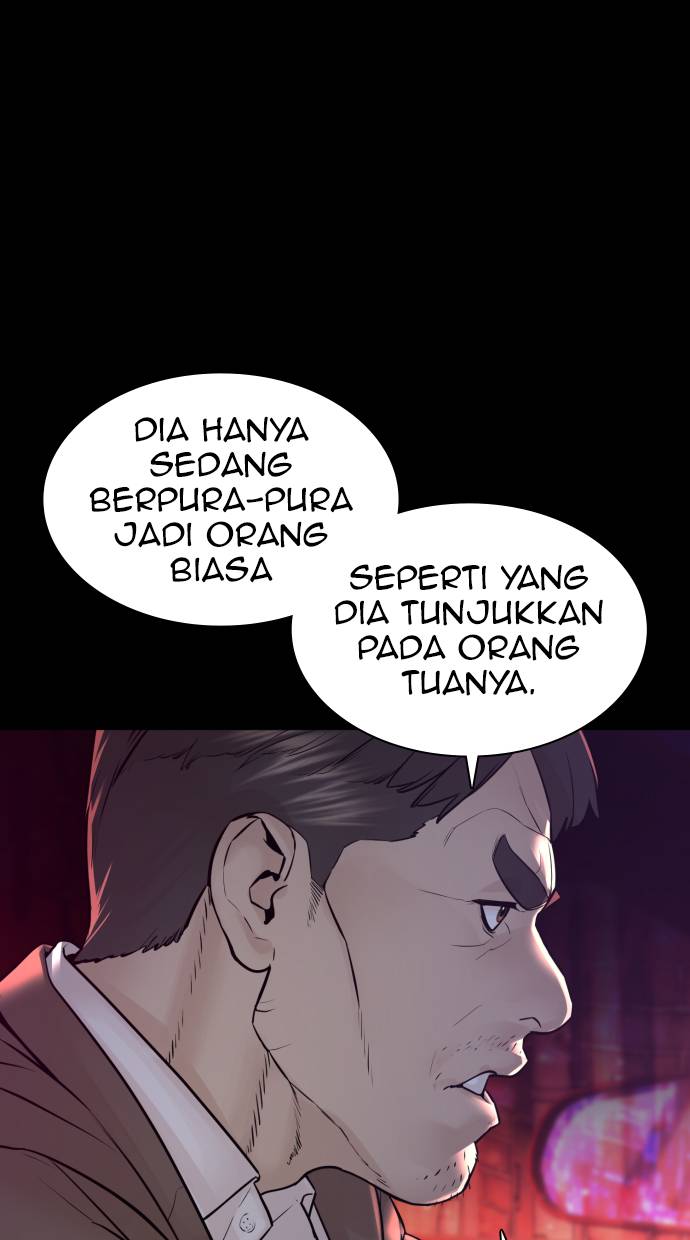 DIA HANYA
SEDANG
BERPURA-PURA
JADI ORANG
BIASA
SEPERTI YANG
DIA TUNJUKKAN
PADA ORANG
TUANYA.